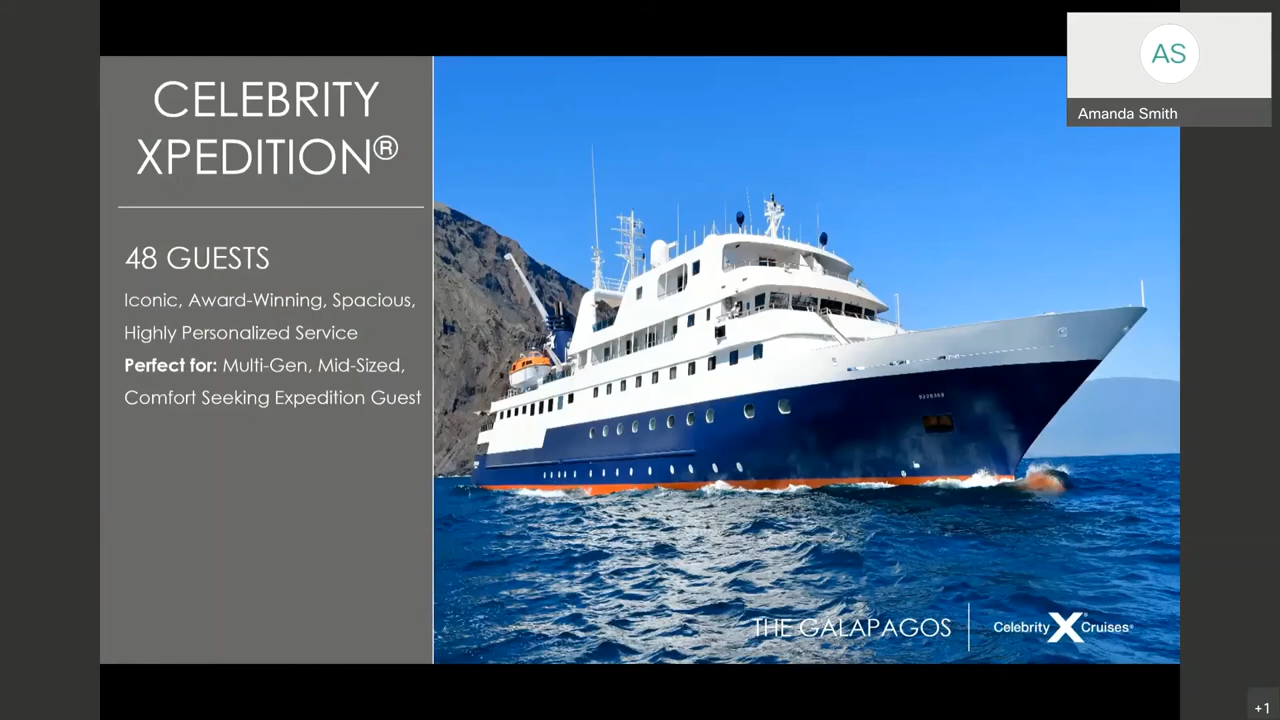 CELEBRITY
XPEDITION®
48 GUESTS
Iconic, Award-Winning, Spacious,
Highly Personalized Service
Perfect for: Multi-Gen, Mid-Sized,
Comfort Seeking Expedition Guest
AS
Amanda Smith
9228368
THE GALAPAGOS
Celebrity X Cruises®
+1